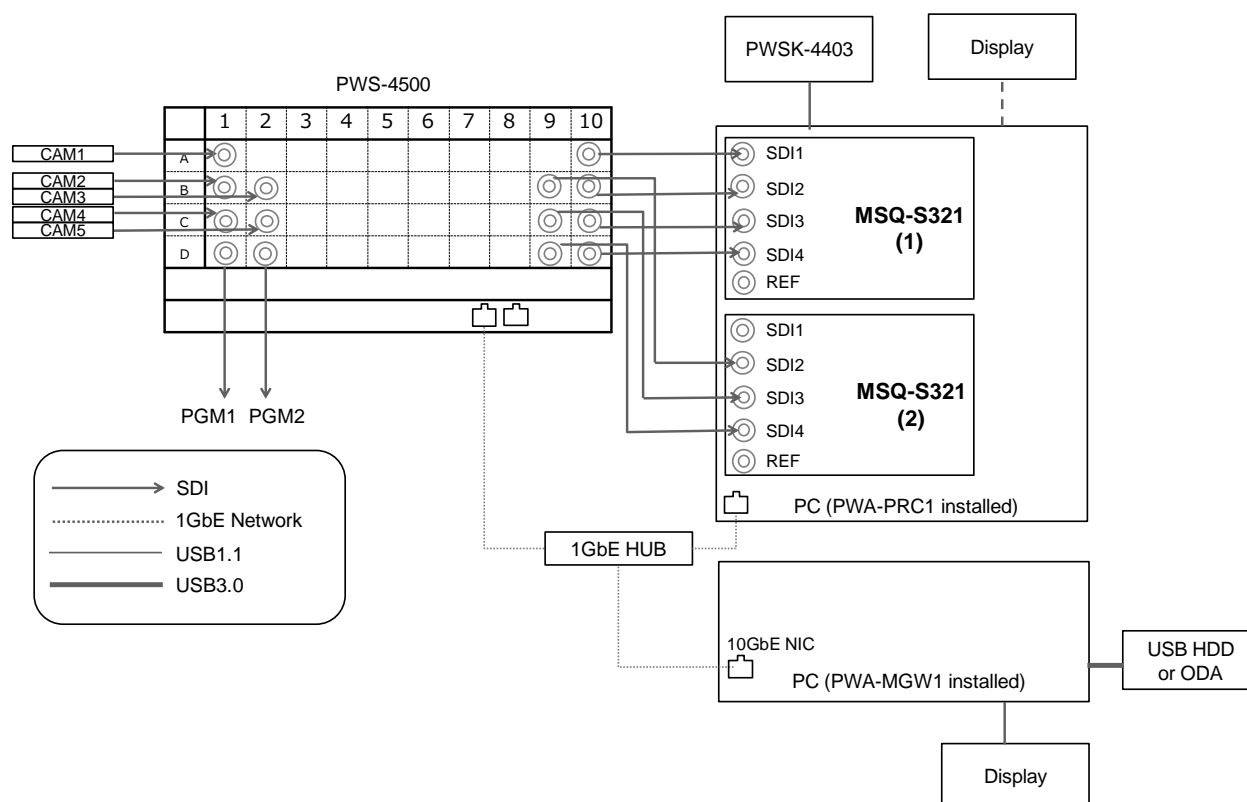 PWSK-4403
Display
PWS-4500
1 2 3 4 5 6 7 8 9 10
A
B
C
D
CAM1
CAM2
CAM3
CAM4
CAM5
SDI1
SDI2
SDI3
SDI4
REF
MSQ-S321
(1)
SDI1
SDI2
SDI3
SDI4
REF
MSQ-S321
(2)
PC (PWA-PRC1 installed)
PGM1 PGM2
SDI
1GbE Network
USB1.1
USB3.0
1GbE HUB
10GbE NIC
PC (PWA-MGW1 installed)
USB HDD
or ODA
Display